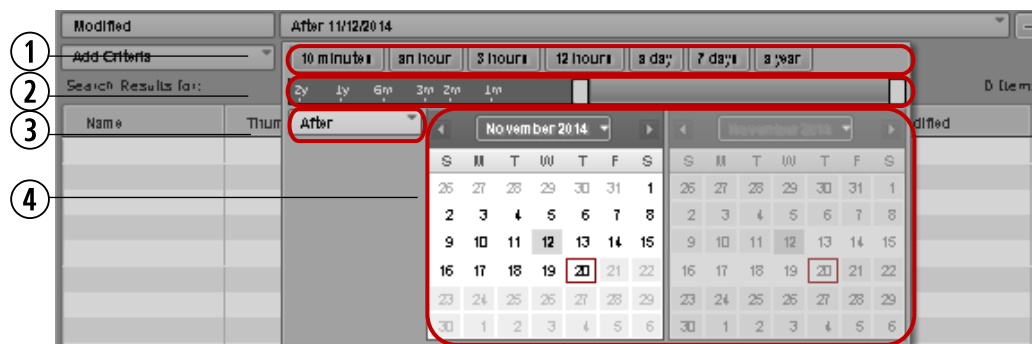 Modified After 11/12/2014
1 Add Criteria 10 minutes an hour 3 hours 12 hours a day 7 days a year
2 Search Results for: 2y 1y 6m 3m 2m 1m 0 Items
3 Name After November 2014 November 2014
S M T W T F S S M T W T F S
4 26 27 28 29 30 31 1 26 27 28 29 30 31 1
2 3 4 5 6 7 8 2 3 4 5 6 7 8
9 10 11 12 13 14 15 9 10 11 12 13 14 15
16 17 18 19 20 21 22 16 17 18 19 20 21 22
23 24 25 26 27 28 29 23 24 25 26 27 28 29
30 1 2 3 4 5 6 30 1 2 3 4 5 6